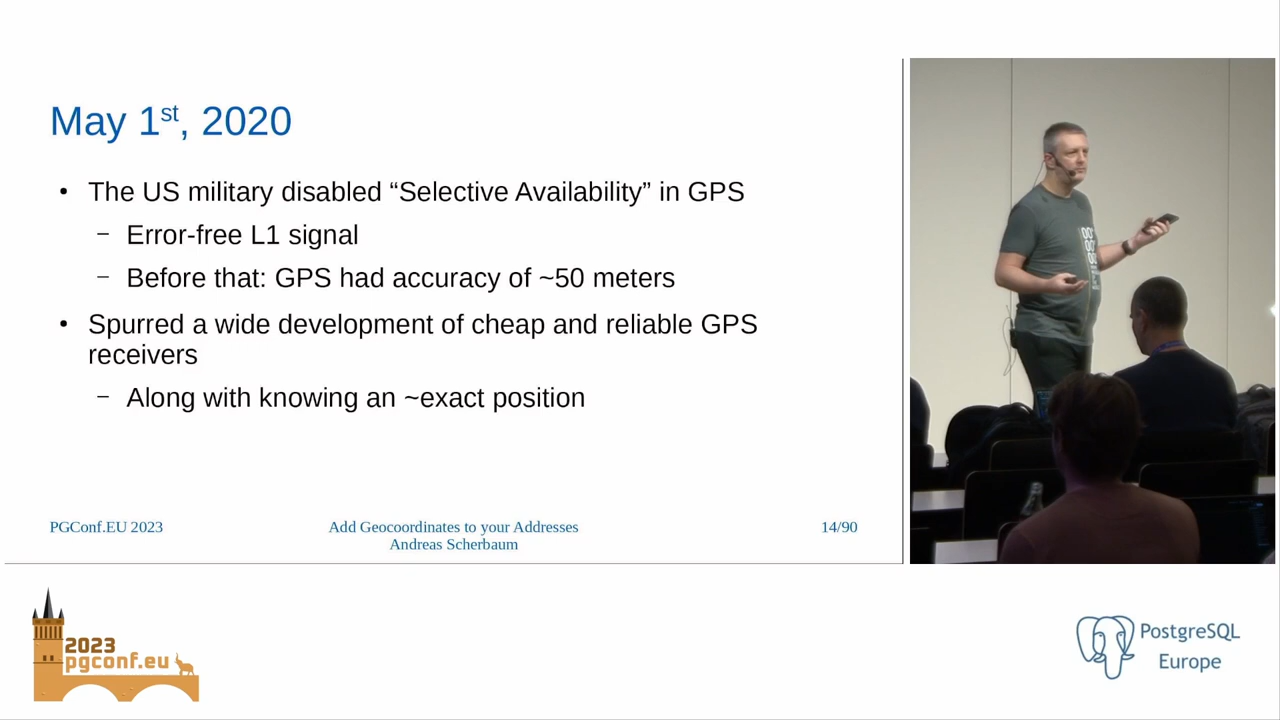 May 1st, 2020
• The US military disabled “Selective Availability” in GPS
– Error-free L1 signal
– Before that: GPS had accuracy of ~50 meters
• Spurred a wide development of cheap and reliable GPS
receivers
– Along with knowing an ~exact position
PGConf.EU 2023
Add Geocoordinates to your Addresses
Andreas Scherbaum
14/90
2023
pgconf.eu
PostgreSQL
Europe